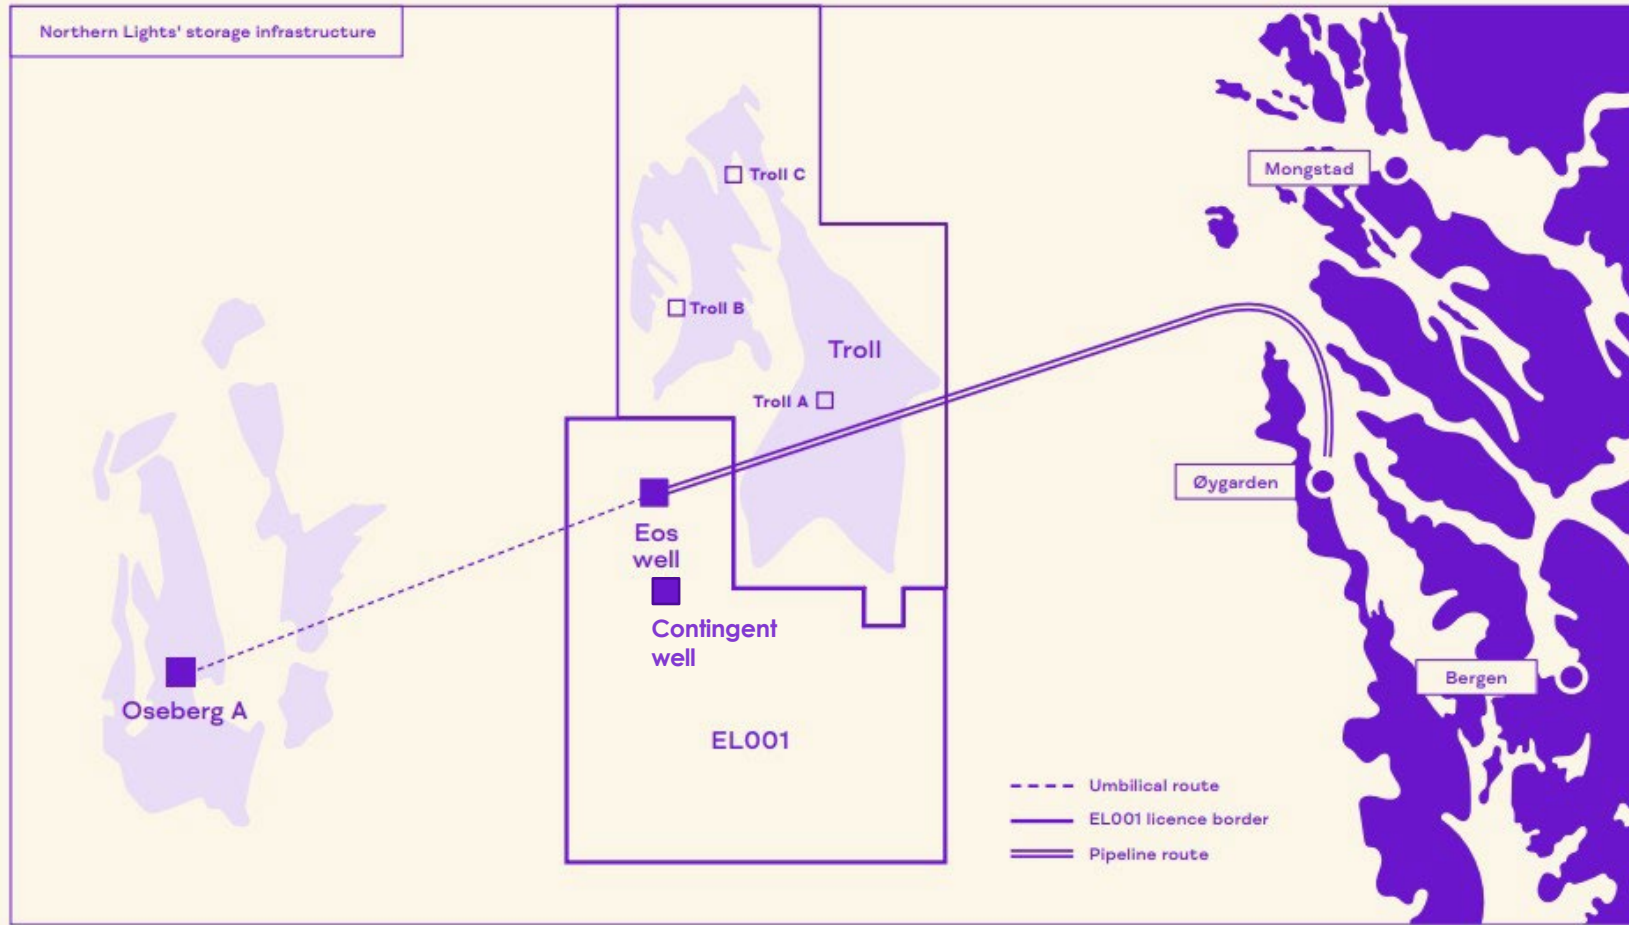 Northern Lights' storage infrastructure
Mongstad
Troll C
Troll B
Troll
Troll A
Øygarden
Eos
well
Contingent
well
Bergen
Oseberg A
EL001
Umbilical route
EL001 licence border
Pipeline route